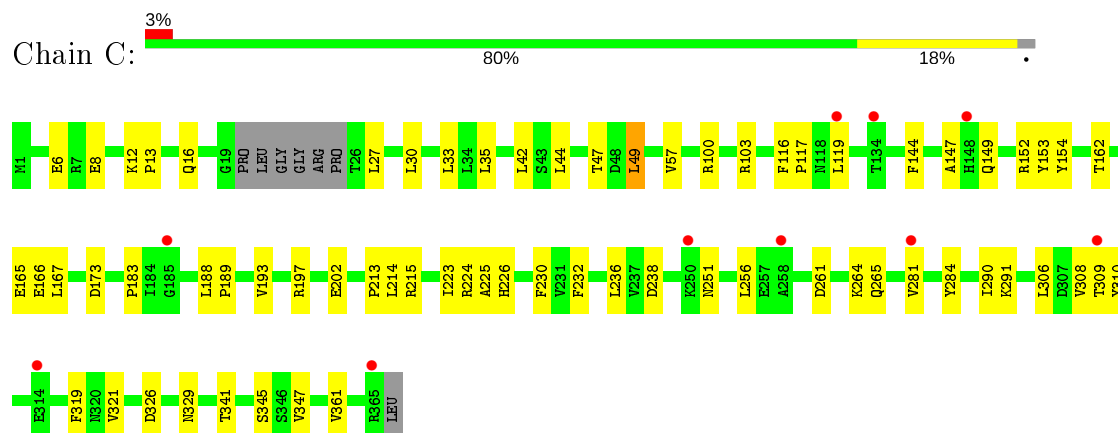 3%
Chain C:
80% 18% •
M1 E6 R7 E8 K12 P13 Q16 G19 PRO LEU GLY GLY ARG PRO T26 L27 L30 L33 L34 L35 L42 S43 L44 T47 D48 L49 V57 R100 R103 F116 P117 N118 L119 T134 F144 A147 H148 Q149 R152 Y153 Y154 T162
E165 E166 L167 D173 P183 I184 G185 L188 P189 V193 R197 E202 P213 L214 R215 I223 R224 A225 H226 F230 V231 F232 L236 V237 D238 K250 N251 L256 E257 A258 D261 K264 Q265 V281 Y284 I290 K291 L306 D307 V308 T309 Y310
E314 F319 N320 V321 D326 N329 T341 S345 S346 V347 V361 R365 LEU